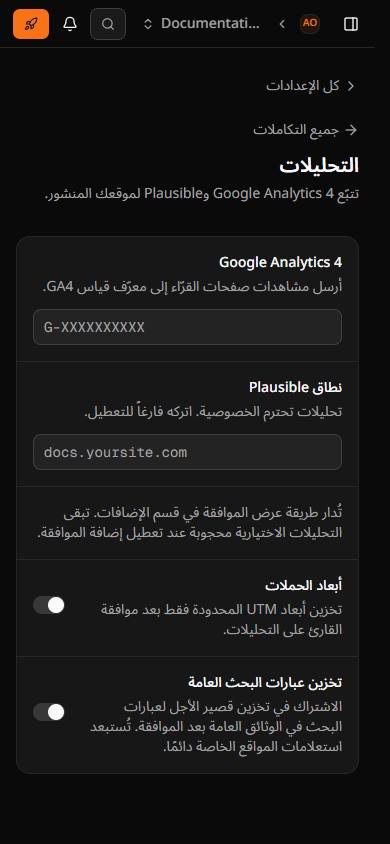 Documentati...
AO
كل الإعدادات
جميع التكاملات
التحليلات
تتبّع Google Analytics 4 وPlausible لموقعك المنشور.
Google Analytics 4
أرسل مشاهدات صفحات القرّاء إلى معرّف قياس GA4.
G-XXXXXXXXXX
نطاق Plausible
تحليلات تحترم الخصوصية. اتركه فارغاً للتعطيل.
docs.yoursite.com
تُدار طريقة عرض الموافقة في قسم الإضافات. تبقى
التحليلات الاختيارية محجوبة عند تعطيل إضافة الموافقة.
أبعاد الحملات
تخزين أبعاد UTM المحدودة فقط بعد موافقة
القارئ على التحليلات.
تخزين عبارات البحث العامة
الاشتراك في تخزين قصير الأجل لعبارات
البحث في الوثائق العامة بعد الموافقة. تُستبعد
استعلامات المواقع الخاصة دائمًا.